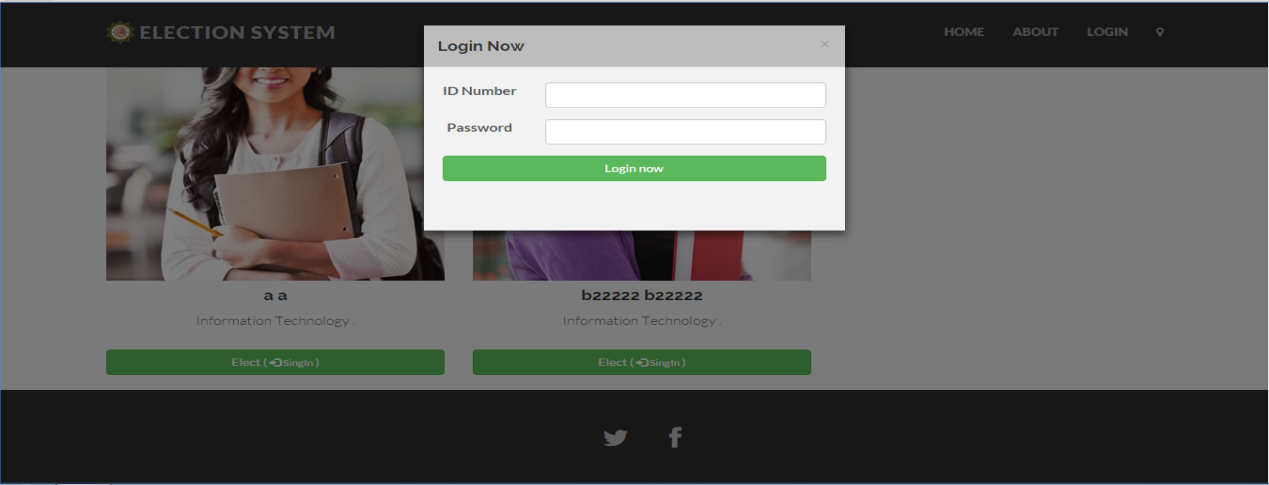 ELECTION SYSTEM
HOME ABOUT LOGIN
Login Now ×
ID Number
Password
Login now
a a
Information Technology .
Elect ( SingIn )
b22222 b22222
Information Technology .
Elect ( SingIn )